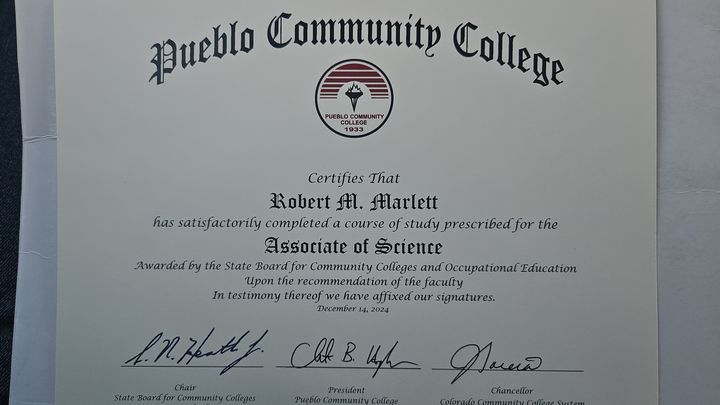 Pueblo Community College
PUEBLO COMMUNITY
COLLEGE
1933
Certifies That
Robert M. Marlett
has satisfactorily completed a course of study prescribed for the
Associate of Science
Awarded by the State Board for Community Colleges and Occupational Education
Upon the recommendation of the faculty
In testimony thereof we have affixed our signatures.
December 14, 2024
Chair
State Board for Community Colleges
President
Pueblo Community College
Chancellor
Colorado Community College System